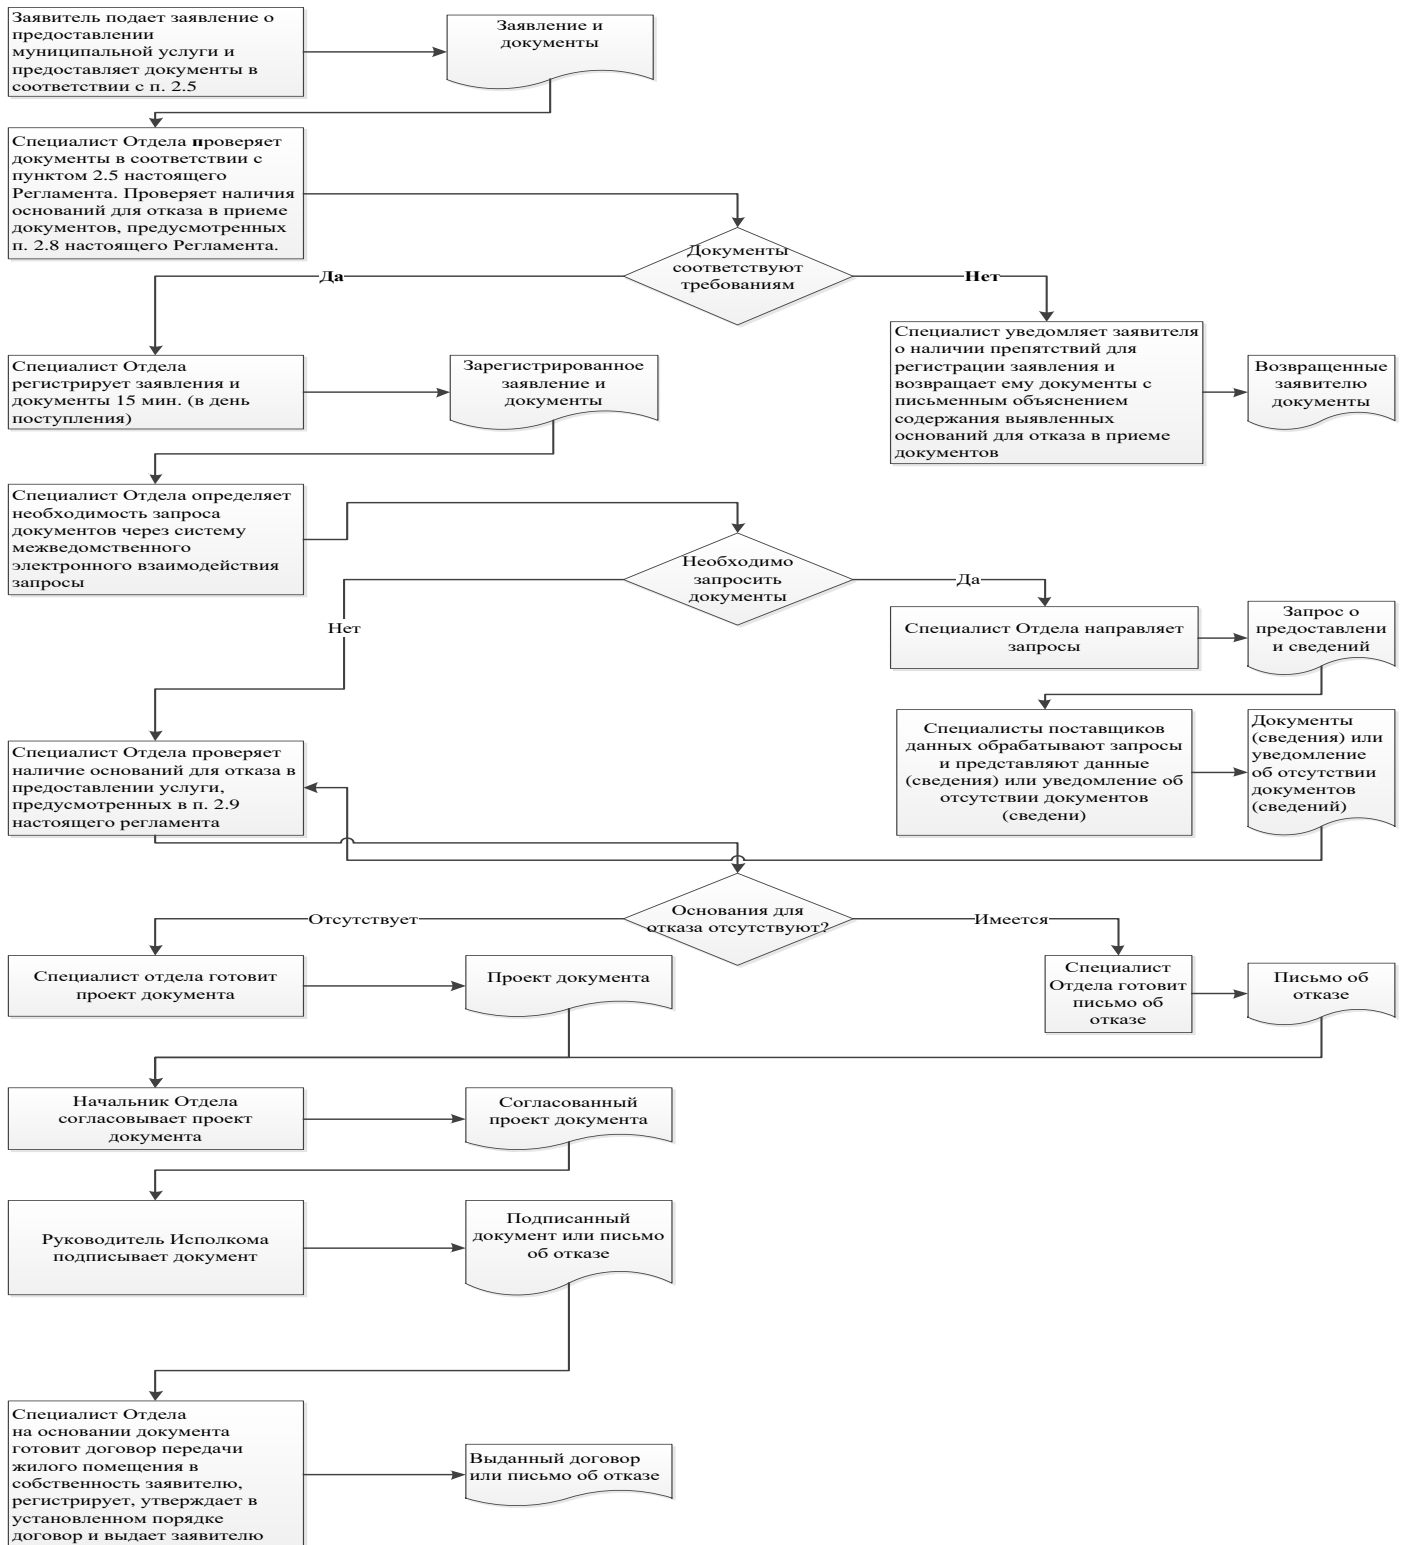 Заявитель подает заявление о
предоставлении
муниципальной услуги и
предоставляет документы в
соответствии с п. 2.5
Заявление и
документы
Специалист Отдела проверяет
документы в соответствии с
пунктом 2.5 настоящего
Регламента. Проверяет наличия
оснований для отказа в приеме
документов, предусмотренных
п. 2.8 настоящего Регламента.
Документы
соответствуют
требованиям
Да
Нет
Специалист Отдела
регистрирует заявления и
документы 15 мин. (в день
поступления)
Зарегистрированное
заявление и
документы
Специалист уведомляет заявителя
о наличии препятствий для
регистрации заявления и
возвращает ему документы с
письменным объяснением
содержания выявленных
оснований для отказа в приеме
документов
Возвращенные
заявителю
документы
Специалист Отдела определяет
необходимость запроса
документов через систему
межведомственного
электронного взаимодействия
запросы
Необходимо
запросить
документы
Да
Нет
Специалист Отдела направляет
запросы
Запрос о
предоставлени
и сведений
Специалисты поставщиков
данных обрабатывают запросы
и представляют данные
(сведения) или уведомление об
отсутствии документов
(сведени)
Документы
(сведения) или
уведомление
об отсутствии
документов
(сведений)
Специалист Отдела проверяет
наличие оснований для отказа в
предоставлении услуги,
предусмотренных в п. 2.9
настоящего регламента
Основания для
отказа отсутствуют?
Отсутствует
Имеется
Специалист отдела готовит
проект документа
Проект документа
Специалист
Отдела готовит
письмо об
отказе
Письмо об
отказе
Начальник Отдела
согласовывает проект
документа
Согласованный
проект документа
Руководитель Исполкома
подписывает документ
Подписанный
документ или письмо
об отказе
Специалист Отдела
на основании документа
готовит договор передачи
жилого помещения в
собственность заявителю,
регистрирует, утверждает в
установленном порядке
договор и выдает заявителю
Выданный договор
или письмо об отказе